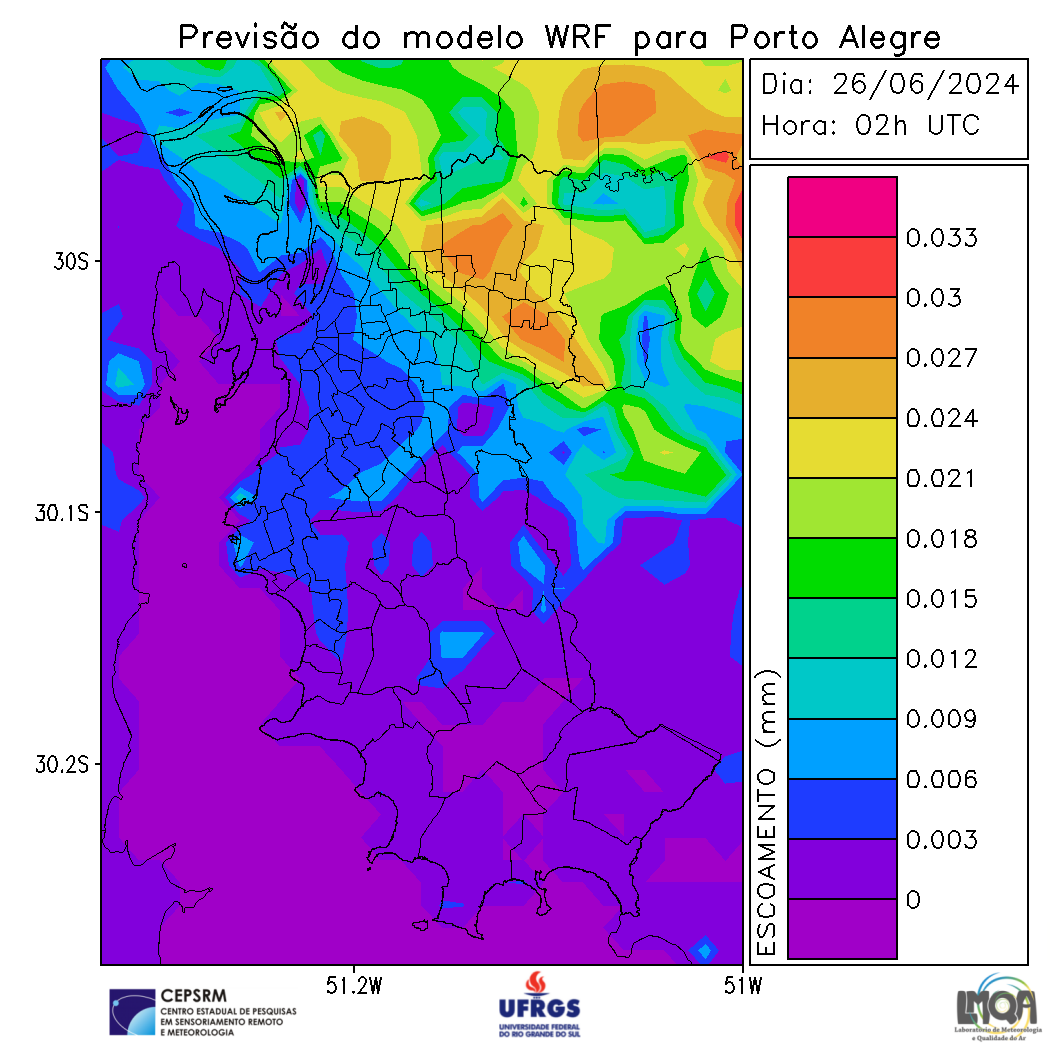 Previsão do modelo WRF para Porto Alegre
Dia: 26/06/2024
Hora: 02h UTC
30S
30.1S
30.2S
51.2W
51W
ESCOAMENTO (mm)
0.033
0.03
0.027
0.024
0.021
0.018
0.015
0.012
0.009
0.006
0.003
0
CEPSRM
CENTRO ESTADUAL DE PESQUISAS
EM SENSORIAMENTO REMOTO
E METEOROLOGIA
UFRGS
UNIVERSIDADE FEDERAL
DO RIO GRANDE DO SUL
LMQA
Laboratório de Meteorologia
e Qualidade do Ar